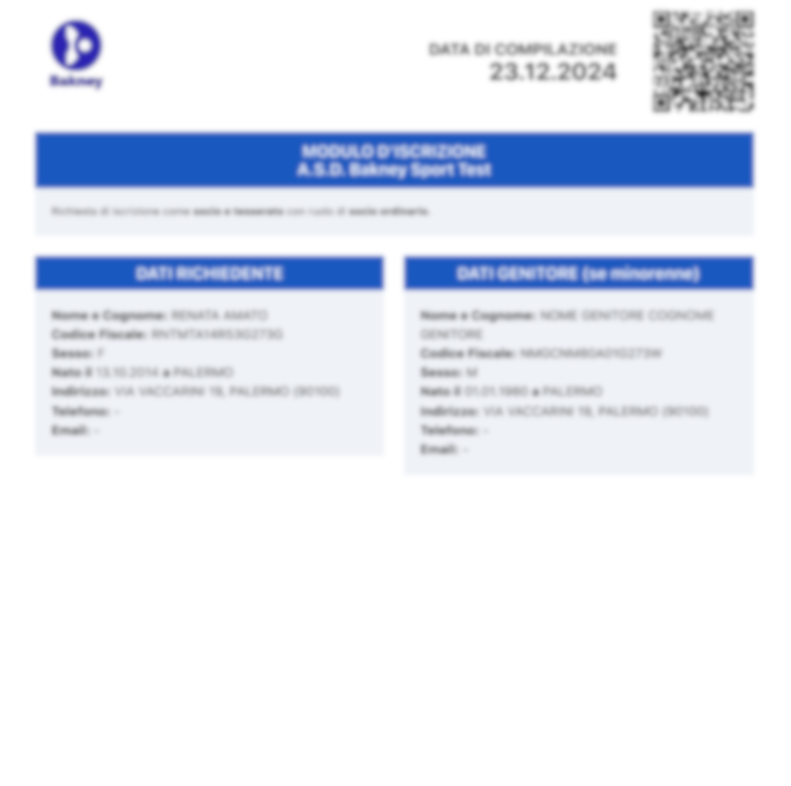 Bakney
DATA DI COMPILAZIONE
23.12.2024
MODULO D'ISCRIZIONE
A.S.D. Bakney Sport Test
Richiesta di iscrizione come socio e tesserato con ruolo di socio ordinario.
DATI RICHIEDENTE
Nome e Cognome: RENATA AMATO
Codice Fiscale: RNTMTA14R53G273G
Sesso: F
Nato il 13.10.2014 a PALERMO
Indirizzo: VIA VACCARINI 19, PALERMO (90100)
Telefono: -
Email: -
DATI GENITORE (se minorenne)
Nome e Cognome: NOME GENITORE COGNOME
GENITORE
Codice Fiscale: NMGCNM80A01G273W
Sesso: M
Nato il 01.01.1980 a PALERMO
Indirizzo: VIA VACCARINI 19, PALERMO (90100)
Telefono: -
Email: -